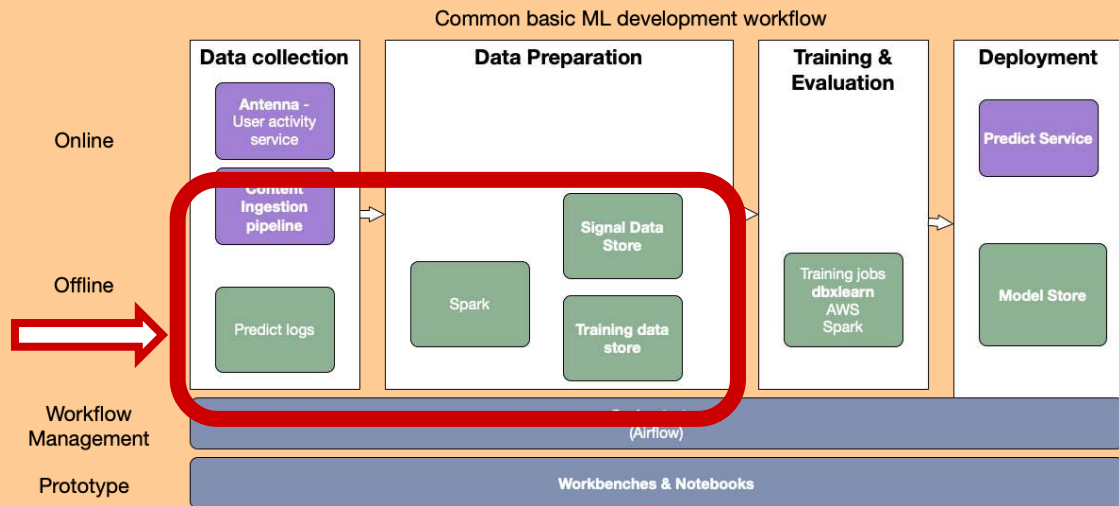 Common basic ML development workflow
Data collection
Data Preparation
Training &
Evaluation
Deployment
Online
Antenna -
User activity
service
Content
Ingestion
pipeline
Predict Service
Offline
Predict logs
Spark
Signal Data
Store
Training data
store
Training jobs
dbxlearn
AWS
Spark
Model Store
Workflow
Management
(Airflow)
Prototype
Workbenches & Notebooks